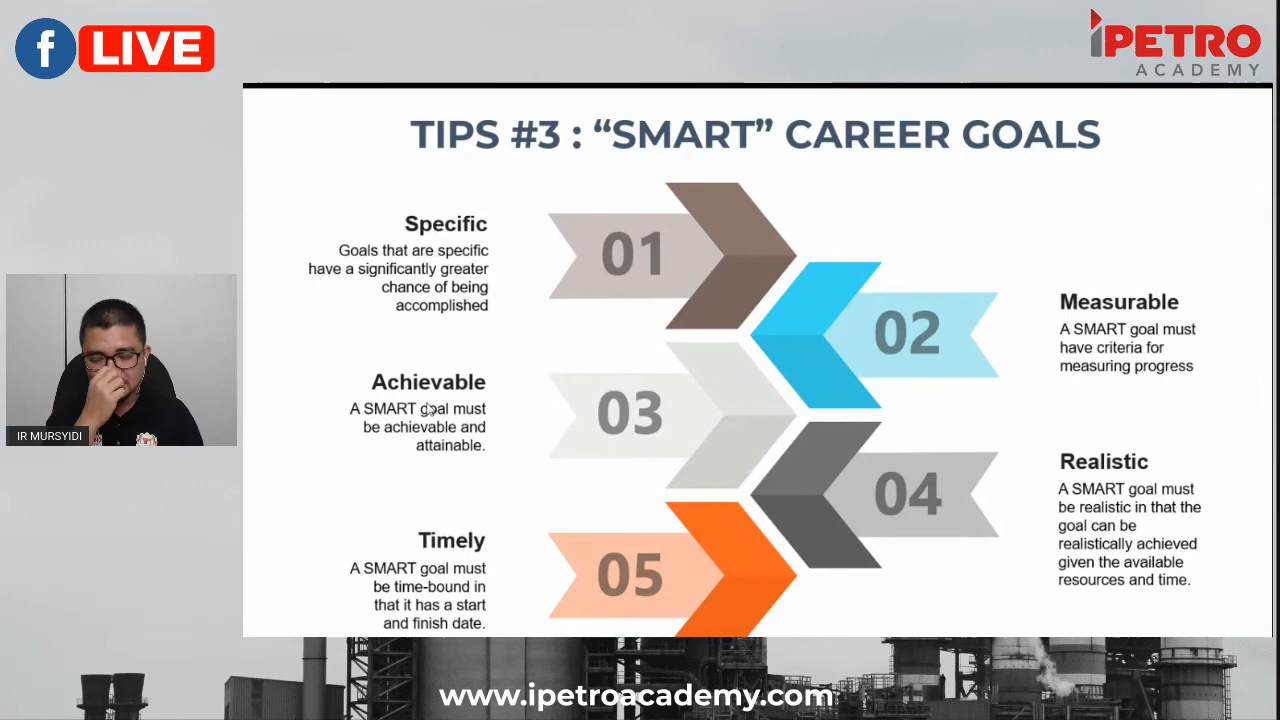 f LIVE
iPETRO
ACADEMY
TIPS #3 : “SMART” CAREER GOALS
Specific
Goals that are specific
have a significantly greater
chance of being
accomplished
01
02
Measurable
A SMART goal must
have criteria for
measuring progress
Achievable
A SMART goal must
be achievable and
attainable.
03
04
Realistic
A SMART goal must
be realistic in that the
goal can be
realistically achieved
given the available
resources and time.
Timely
A SMART goal must
be time-bound in
that it has a start
and finish date.
05
IR MURSYIDI
www.ipetroacademy.com